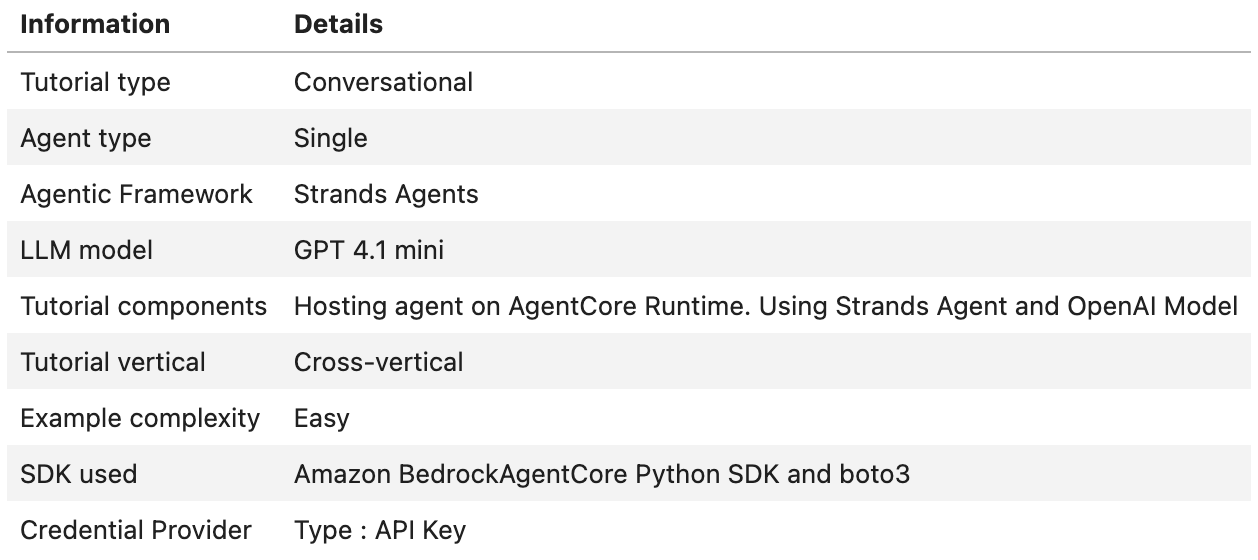 Information Details
Tutorial type Conversational
Agent type Single
Agentic Framework Strands Agents
LLM model GPT 4.1 mini
Tutorial components Hosting agent on AgentCore Runtime. Using Strands Agent and OpenAI Model
Tutorial vertical Cross-vertical
Example complexity Easy
SDK used Amazon BedrockAgentCore Python SDK and boto3
Credential Provider Type : API Key